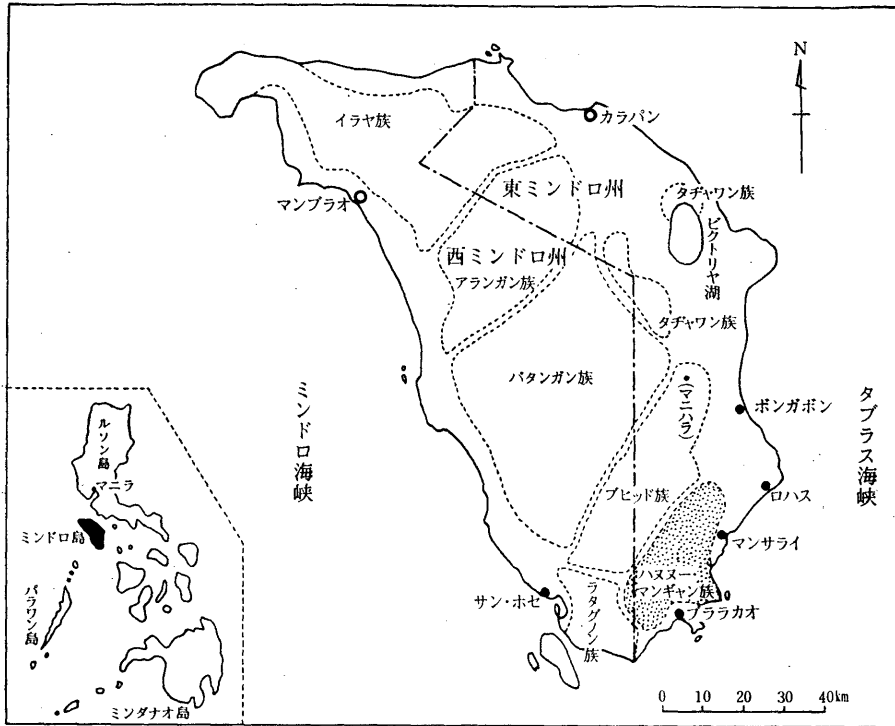 N
イラヤ族
カラパン
東ミンドロ州
タヂャワン族
マンブラオ
ビクトリヤ湖
西ミンドロ州
アランガン族
タヂャワン族
バタンガン族
(マニハラ)
ボンガボン
ミンドロ海峡
タブラス海峡
ルソン島
マニラ
ロハス
ブヒッド族
ミンドロ島
マンサライ
ハヌヌー・
マンギャン族
サン・ホセ
ラタグノン族
ブララカオ
パラワン島
ミンダナオ島
0 10 20 30 40km